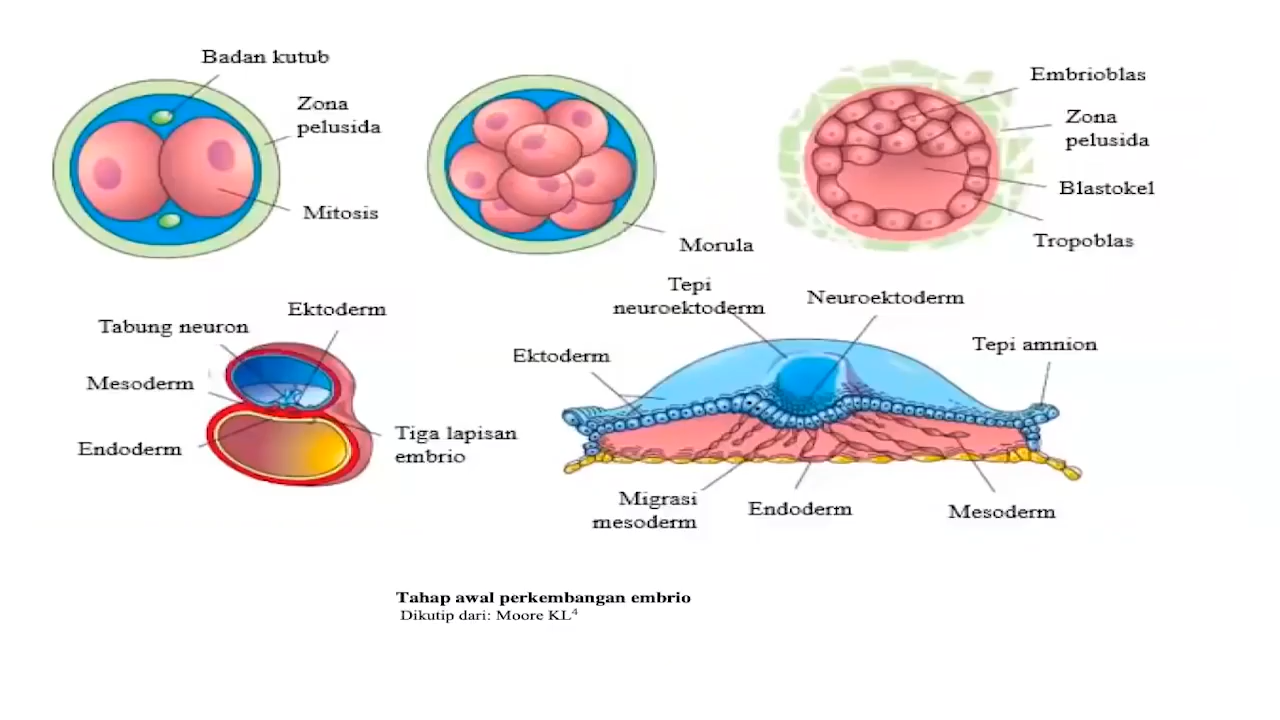 Badan kutub
Zona
pelusida
Mitosis
Morula
Embrioblas
Zona
pelusida
Blastokel
Tropoblas
Tabung neuron
Ektoderm
Mesoderm
Endoderm
Tiga lapisan
embrio
Tepi
neuroektoderm
Neuroektoderm
Ektoderm
Tepi amnion
Migrasi
mesoderm
Endoderm
Mesoderm
Tahap awal perkembangan embrio
Dikutip dari: Moore KL⁴